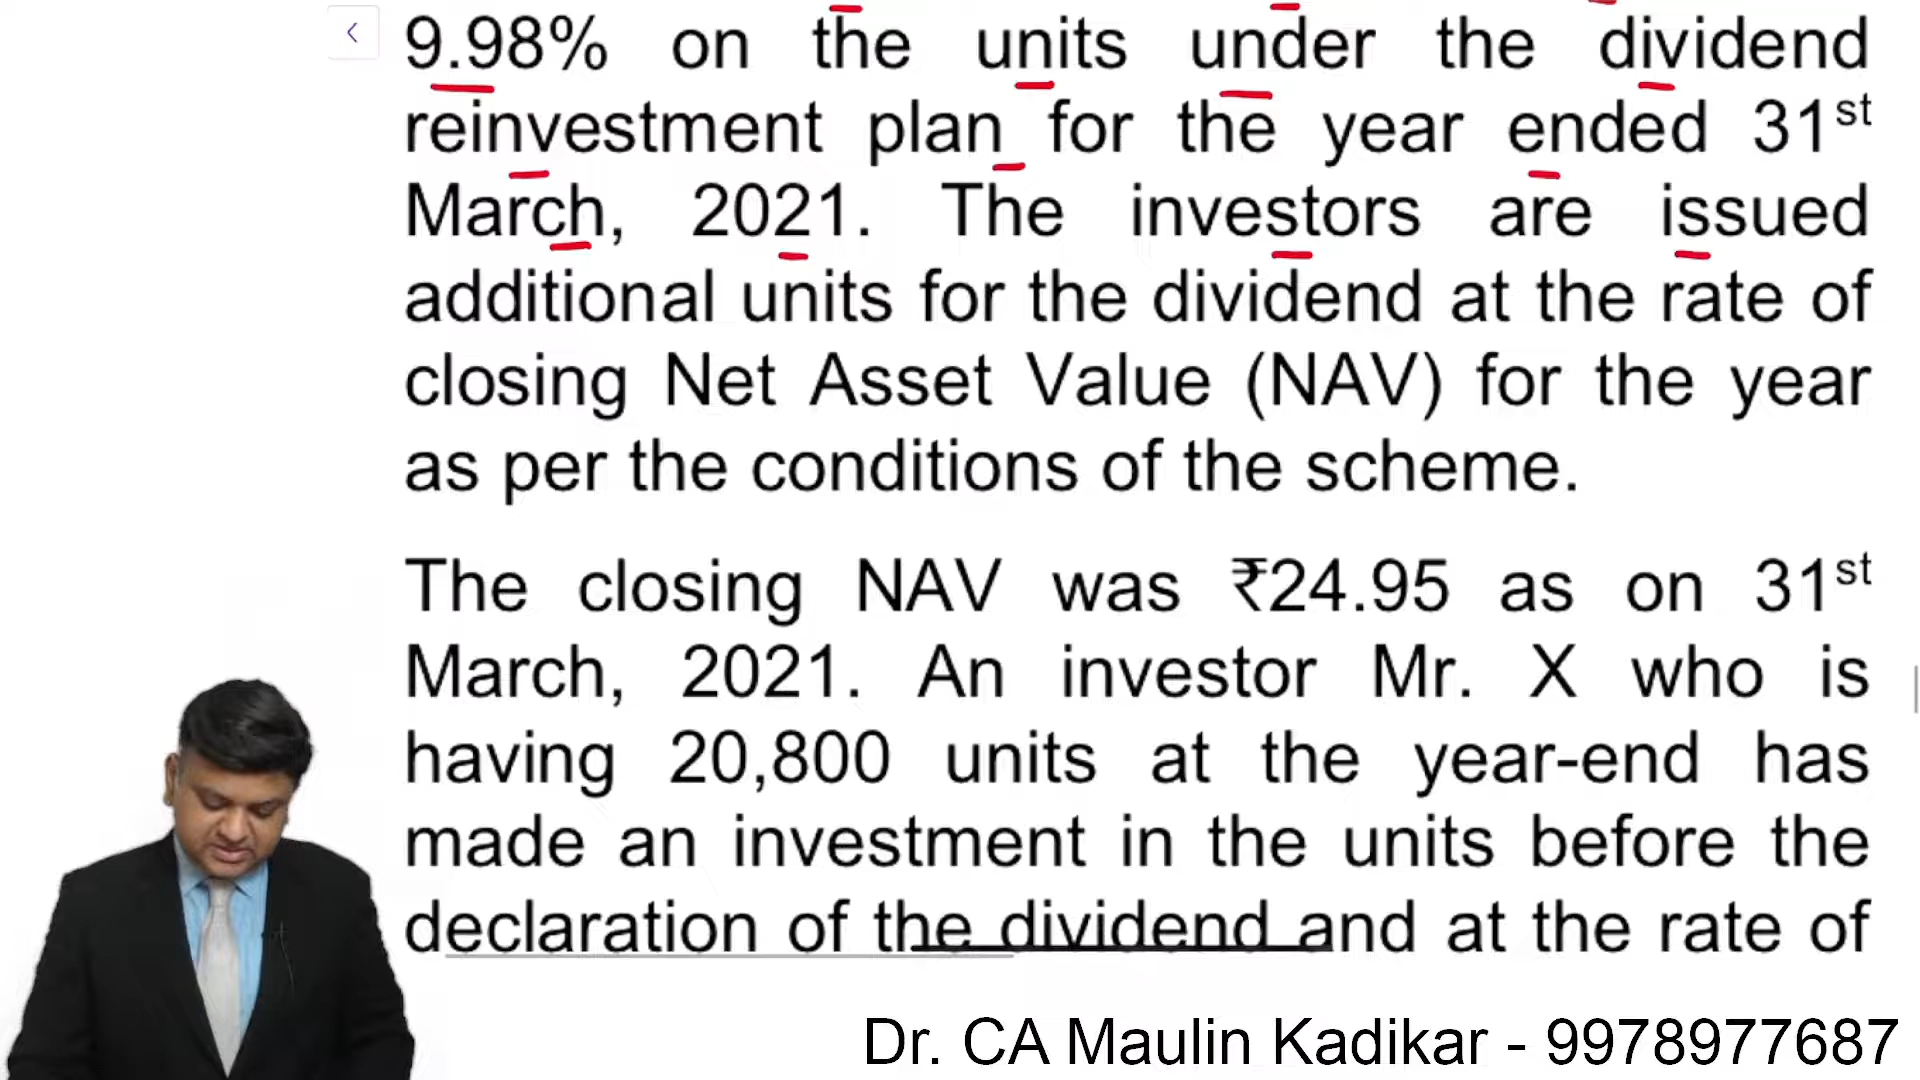 9.98% on the units under the dividend
reinvestment plan for the year ended 31st
March, 2021. The investors are issued
additional units for the dividend at the rate of
closing Net Asset Value (NAV) for the year
as per the conditions of the scheme.
The closing NAV was ₹24.95 as on 31st
March, 2021. An investor Mr. X who is
having 20,800 units at the year-end has
made an investment in the units before the
declaration of the dividend and at the rate of
Dr. CA Maulin Kadikar - 9978977687